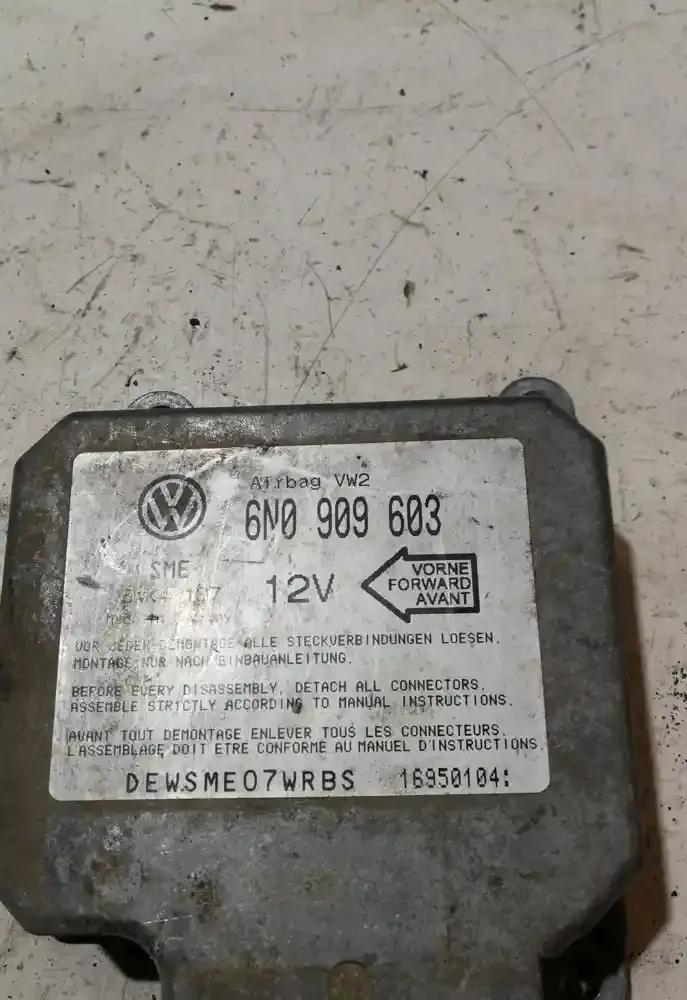 Airbag VW2
6N0 909 603
SME
12V
VORNE
FORWARD
AVANT
VOR JEDER DEMONTAGE ALLE STECKVERBINDUNGEN LOESEN.
MONTAGE NUR NACH EINBAUANLEITUNG.
BEFORE EVERY DISASSEMBLY, DETACH ALL CONNECTORS.
ASSEMBLE STRICTLY ACCORDING TO MANUAL INSTRUCTIONS.
AVANT TOUT DEMONTAGE ENLEVER TOUS LES CONNECTEURS.
L'ASSEMBLAGE DOIT ETRE CONFORME AU MANUEL D'INSTRUCTIONS.
DEWSME07WRBS 16950104: